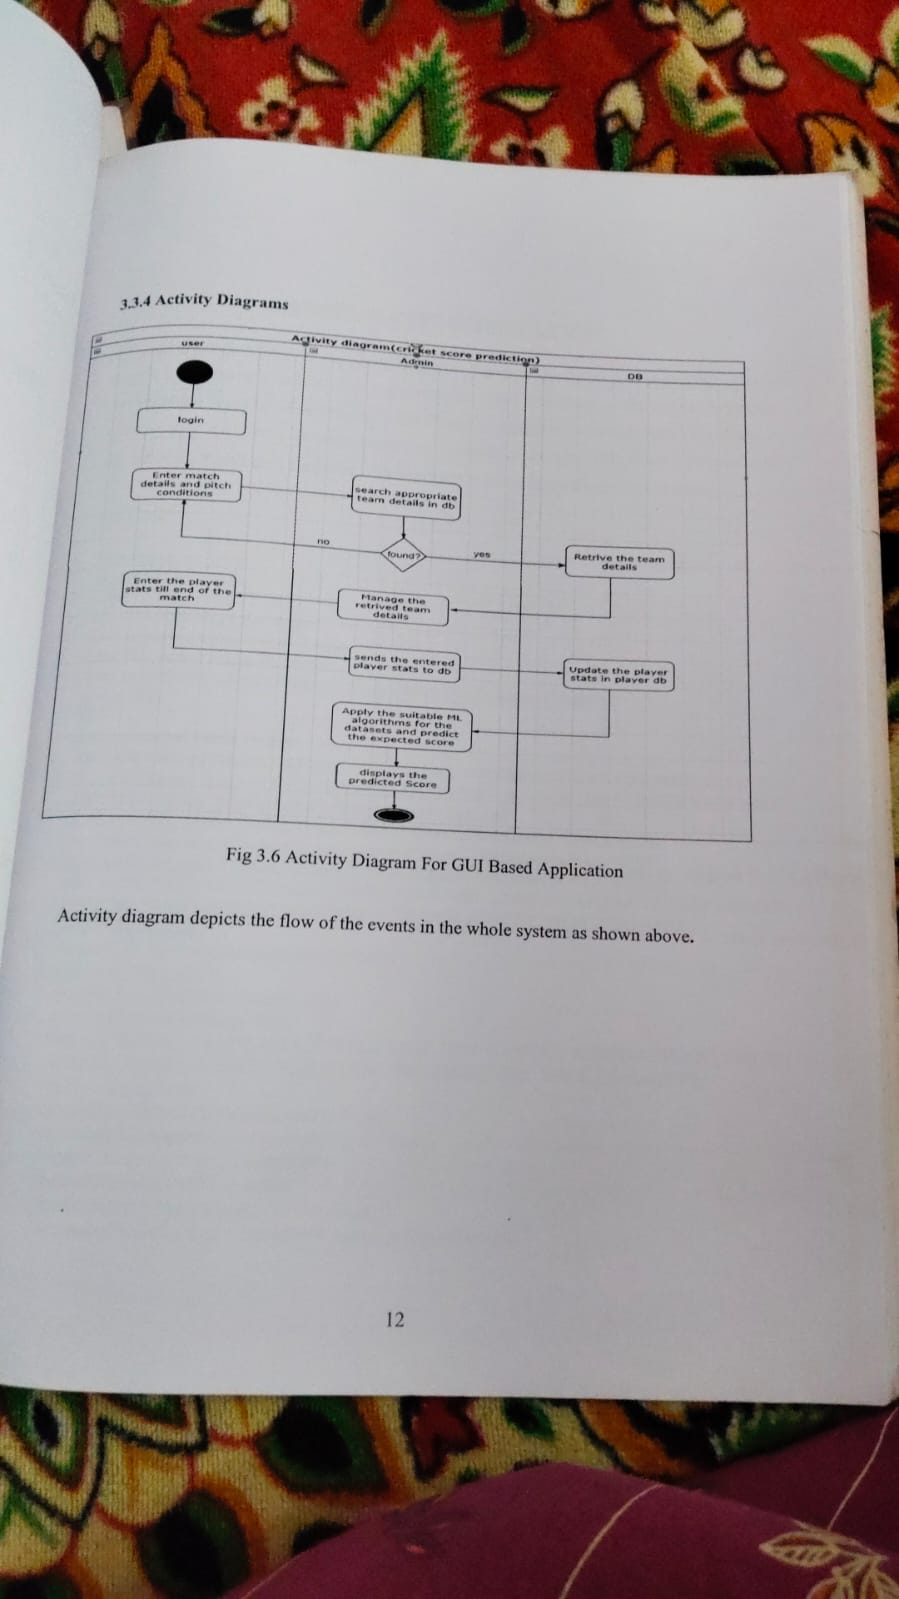 3.3.4 Activity Diagrams
Activity diagram(cricket score prediction)
user
Admin
DB
login
Enter match
details and pitch
conditions
search appropriate
team details in db
found?
no
yes
Retrive the team
details
Manage the
retrived team
details
Enter the player
stats till end of the
match
sends the entered
player stats to db
Update the player
stats in player db
Apply the suitable ML
algorithms for the
datasets and predict
the expected score
displays the
predicted Score
Fig 3.6 Activity Diagram For GUI Based Application
Activity diagram depicts the flow of the events in the whole system as shown above.
12